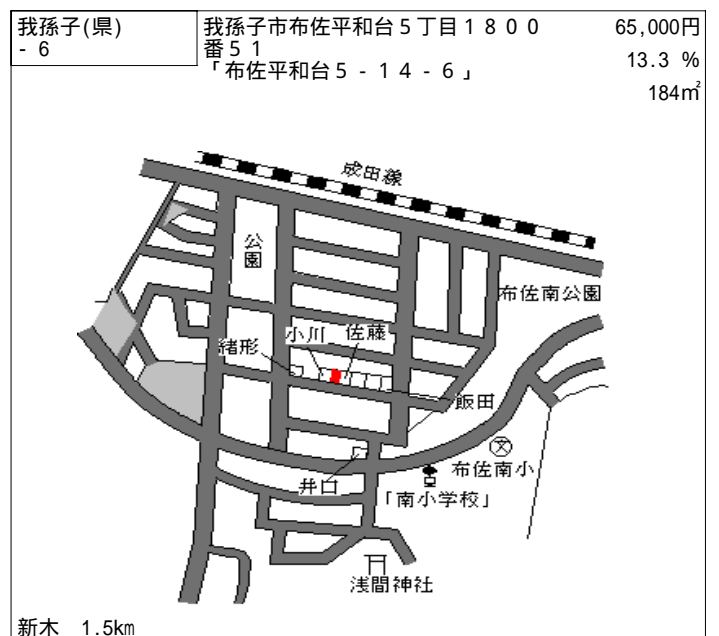 我孫子(県)
- 6
我孫子市布佐平和台５丁目１８００
番５１
「布佐平和台５-１４-６」
65,000円
13.3 %
184㎡
成田線
公園
布佐南公園
小川
佐藤
緒形
飯田
文
布佐南小
井口
「南小学校」
浅間神社
新木 1.5km